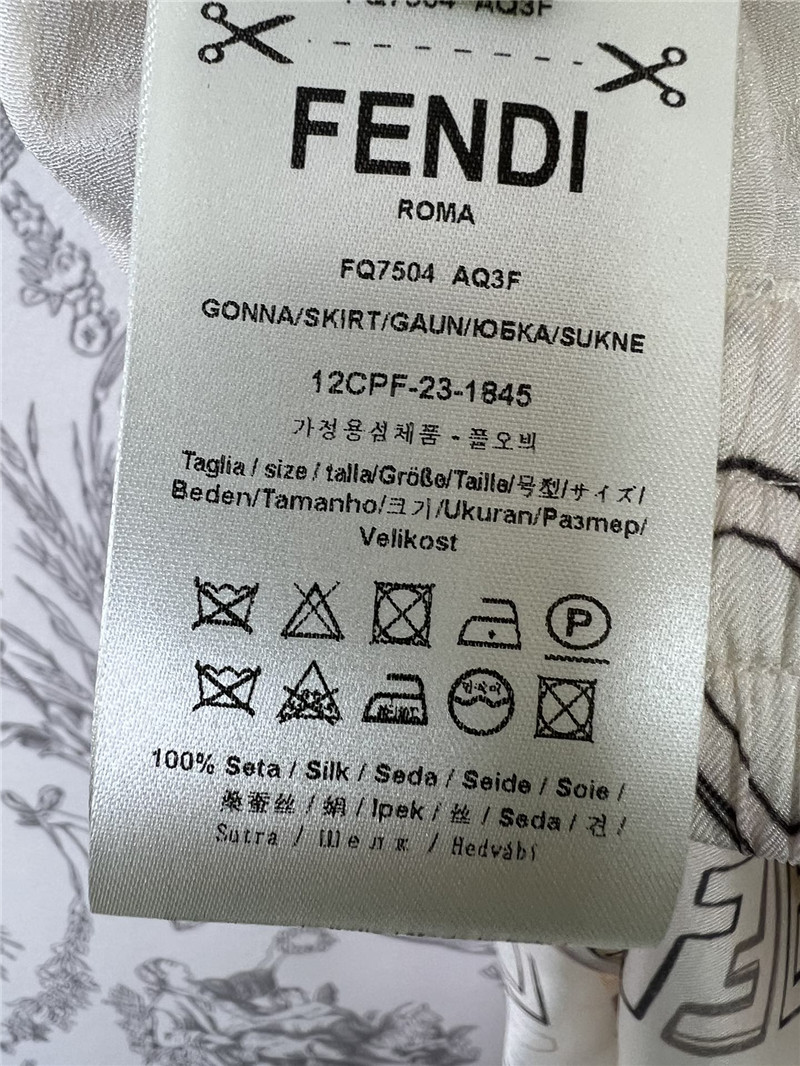 FQ7504 AQ3F
FENDI
ROMA
FQ7504 AQ3F
GONNA/SKIRT/GAUN/ЮБКА/SUKNE
12CPF-23-1845
가정용섬체품 - 플오빅
Taglia / size / talla/Größe/Taille/号型/サイズ/
Beden/Tamanho/크기/Ukuran/Размер/
Velikost
P
100% Seta / Silk / Seda / Seide / Soie /
桑蚕丝 / 絹 / Ipek / 丝 / Seda / 견 /
Sutra / Шелк / Hedvábí